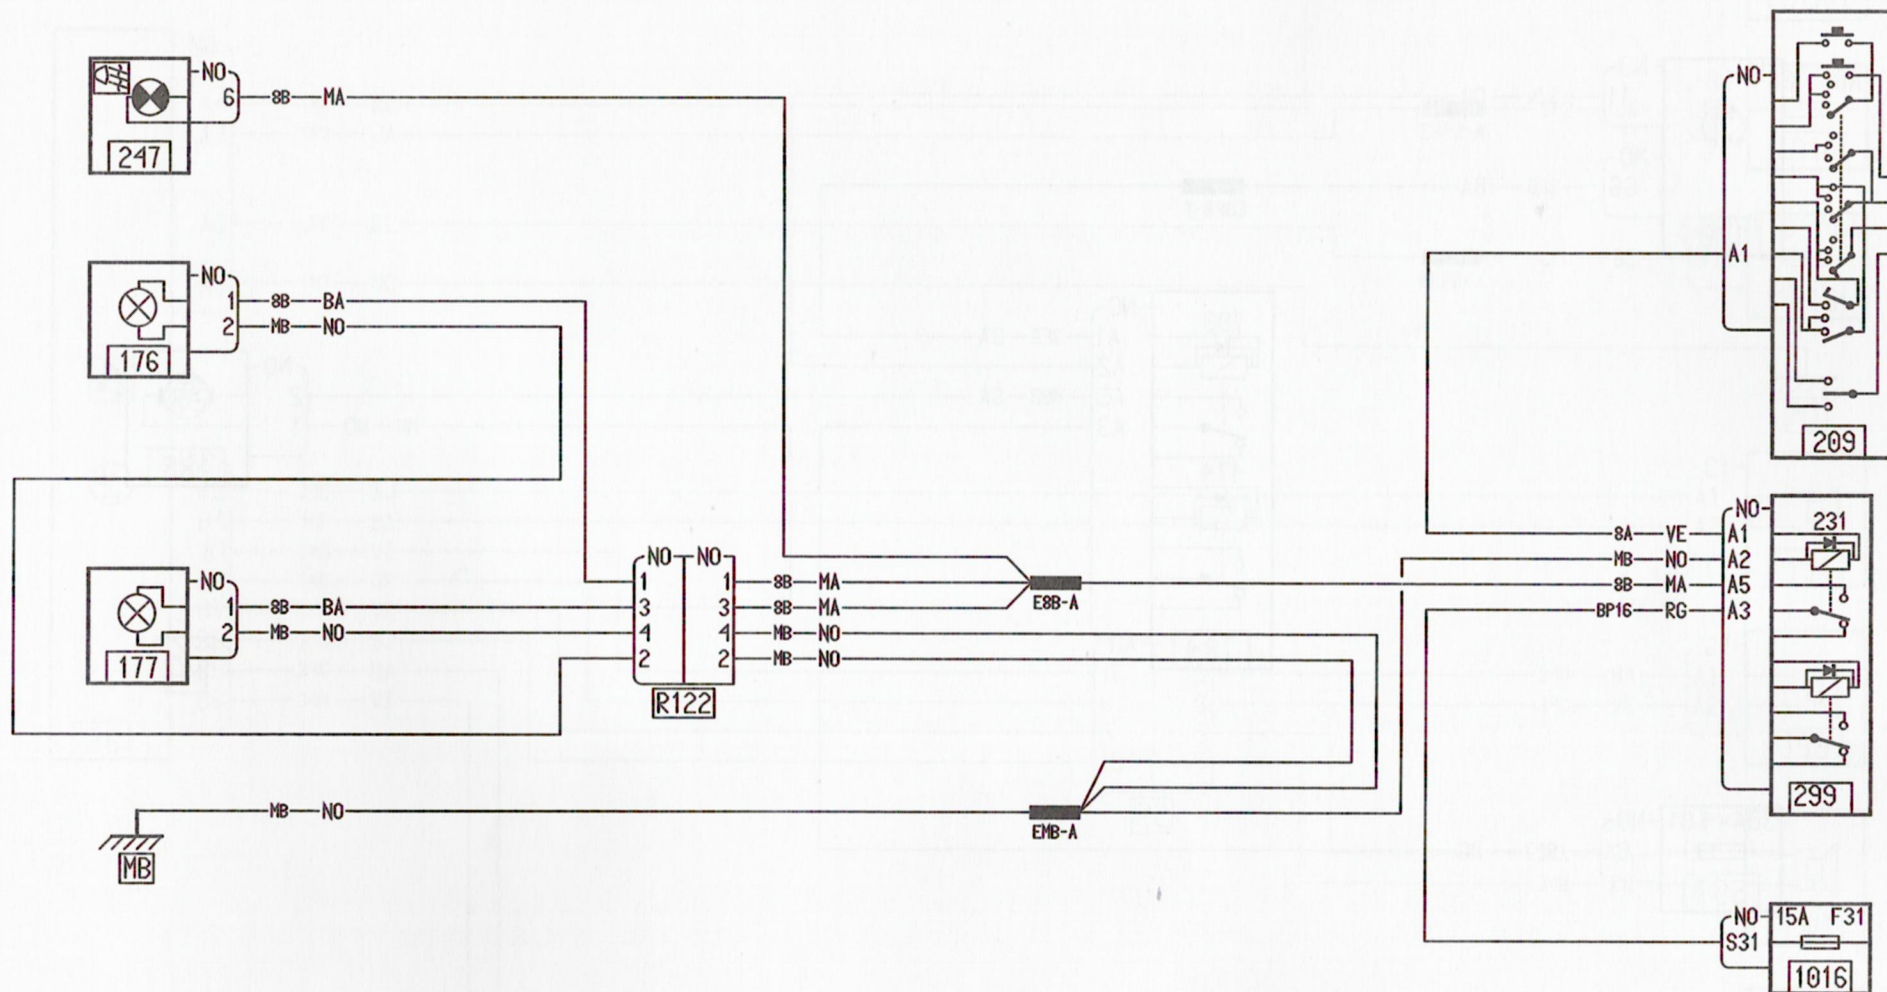 NO
6 8B MA
247
NO
1 8B BA
2 MB NO
176
NO
1 8B BA
2 MB NO
177
MB NO
MB
NO NO
1 1 8B MA
3 3 8B MA
4 4 MB NO
2 2 MB NO
R122
E8B-A
EMB-A
NO
A1
209
NO
231
8A VE A1
MB NO A2
8B MA A5
BP16 RG A3
299
NO 15A F31
S31
1016